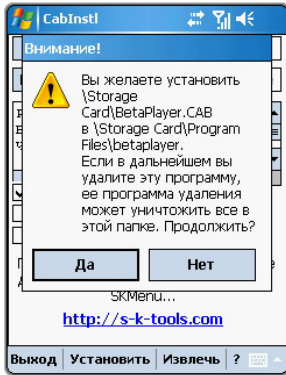 CabInstl
Внимание!
Вы желаете установить
\Storage
Card\BetaPlayer.CAB
в \Storage Card\Program
Files\betaplayer.
Если в дальнейшем вы
удалите эту программу,
ее программа удаления
может уничтожить все в
этой папке. Продолжить?
Да Нет
SKMenu...
http://s-k-tools.com
Выход Установить Извлечь ?